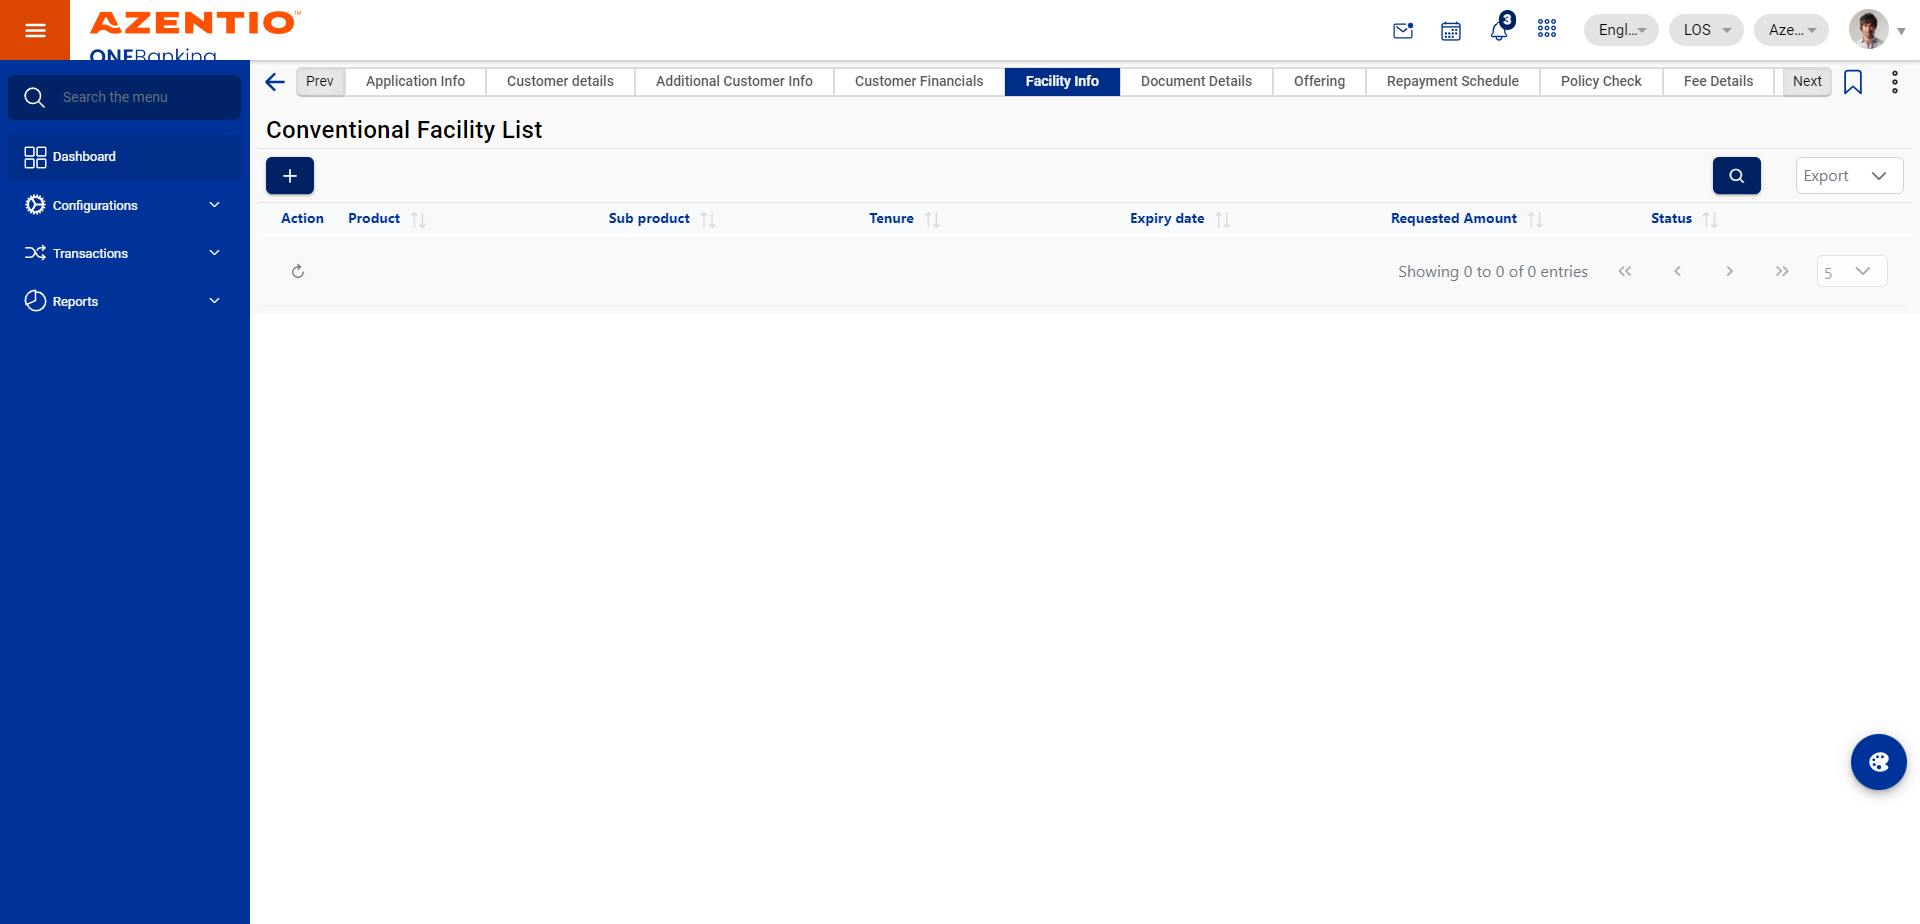 AZENTIO™
ONEBanking
3
Engl...
LOS
Aze...
Search the menu
Dashboard
Configurations
Transactions
Reports
Prev
Application Info
Customer details
Additional Customer Info
Customer Financials
Facility Info
Document Details
Offering
Repayment Schedule
Policy Check
Fee Details
Next
Conventional Facility List
Export
Action Product Sub product Tenure Expiry date Requested Amount Status
Showing 0 to 0 of 0 entries
5